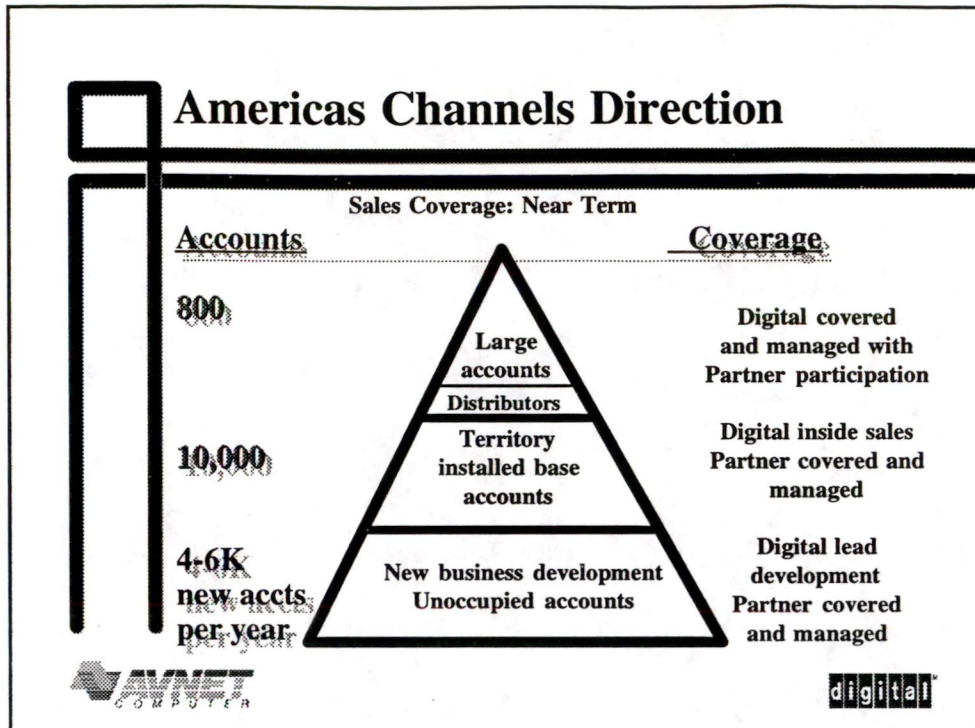 Americas Channels Direction
Sales Coverage: Near Term
Accounts
Coverage
800
Large
accounts
Distributors
Digital covered
and managed with
Partner participation
10,000
Territory
installed base
accounts
Digital inside sales
Partner covered and
managed
4-6K
new accts
per year
New business development
Unoccupied accounts
Digital lead
development
Partner covered
and managed
AVNET
COMPUTER
digital™